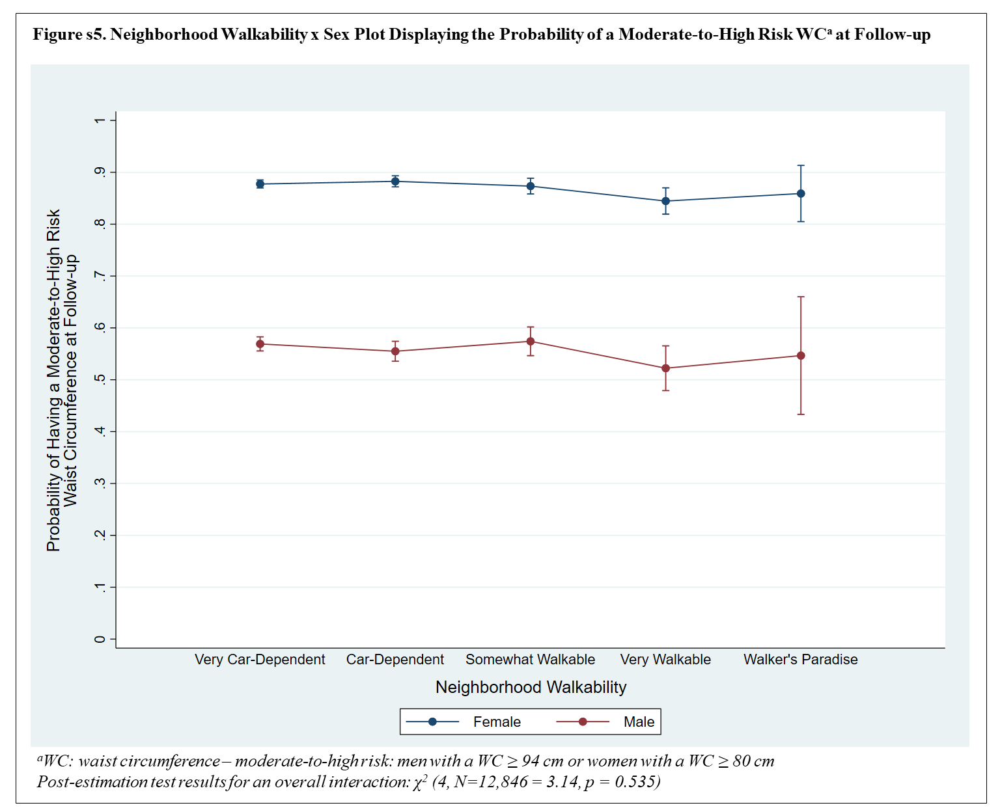 Figure s5. Neighborhood Walkability x Sex Plot Displaying the Probability of a Moderate-to-High Risk WCᵃ at Follow-up
Probability of Having a Moderate-to-High Risk
Waist Circumference at Follow-up
1
.9
.8
.7
.6
.5
.4
.3
.2
.1
0
Very Car-Dependent Car-Dependent Somewhat Walkable Very Walkable Walker's Paradise
Neighborhood Walkability
Female Male
ᵃWC: waist circumference – moderate-to-high risk: men with a WC ≥ 94 cm or women with a WC ≥ 80 cm
Post-estimation test results for an overall interaction: χ² (4, N=12,846 = 3.14, p = 0.535)